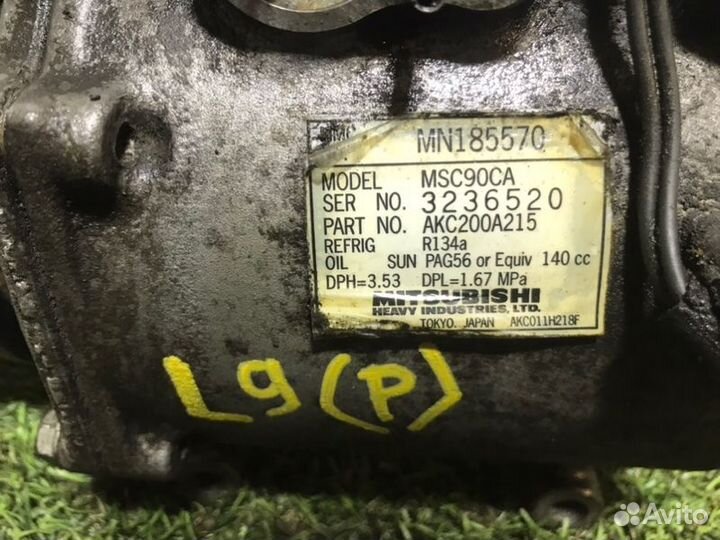 MMC MN185570
MODEL MSC90CA
SER NO. 3236520
PART NO. AKC200A215
REFRIG R134a
OIL SUN PAG56 or Equiv 140 cc
DPH=3.53 DPL=1.67 MPa
MITSUBISHI
HEAVY INDUSTRIES, LTD.
TOKYO. JAPAN AKC011H218F
L9(P)
Avito